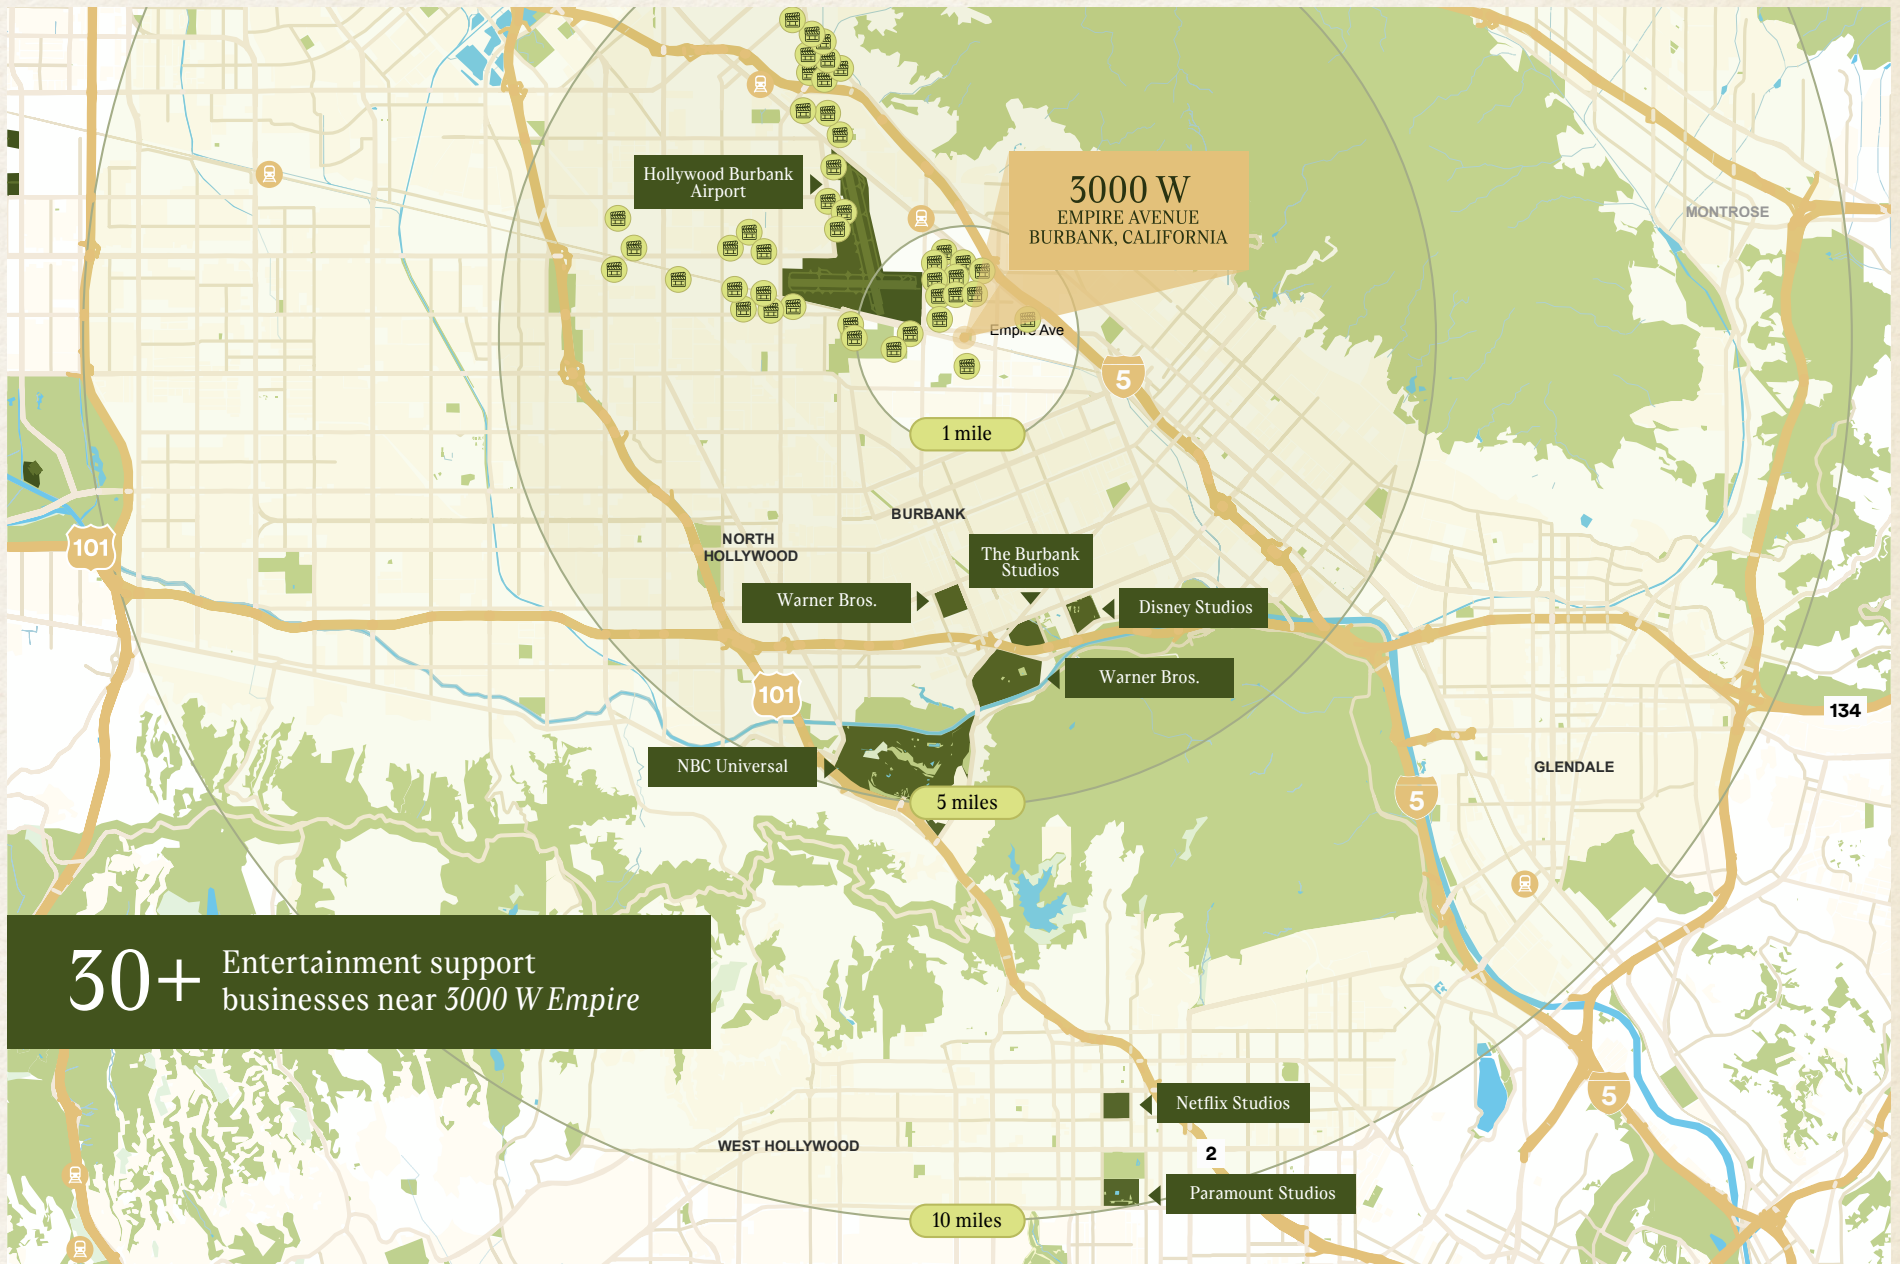 Hollywood Burbank
Airport
3000 W
EMPIRE AVENUE
BURBANK, CALIFORNIA
MONTROSE
Empire Ave
5
1 mile
BURBANK
101
NORTH
HOLLYWOOD
The Burbank
Studios
Warner Bros.
Disney Studios
Warner Bros.
101
134
NBC Universal
GLENDALE
5 miles
5
30+
Entertainment support
businesses near 3000 W Empire
5
Netflix Studios
WEST HOLLYWOOD
2
Paramount Studios
10 miles